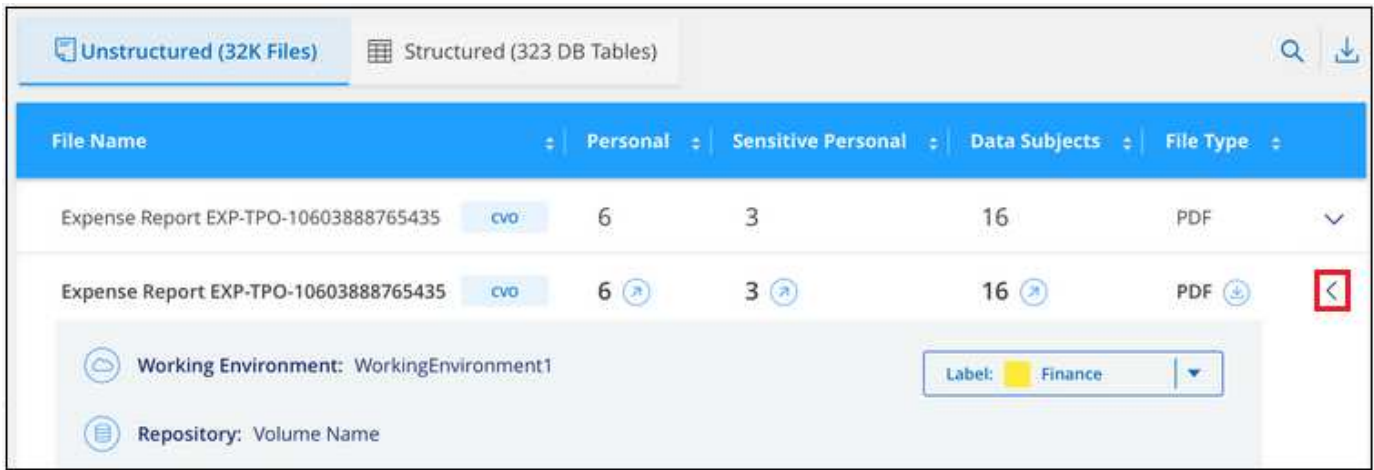 Unstructured (32K Files) Structured (323 DB Tables)
File Name Personal Sensitive Personal Data Subjects File Type
Expense Report EXP-TPO-10603888765435 CVO 6 3 16 PDF
Expense Report EXP-TPO-10603888765435 CVO 6 3 16 PDF
Working Environment: WorkingEnvironment1 Label: Finance
Repository: Volume Name